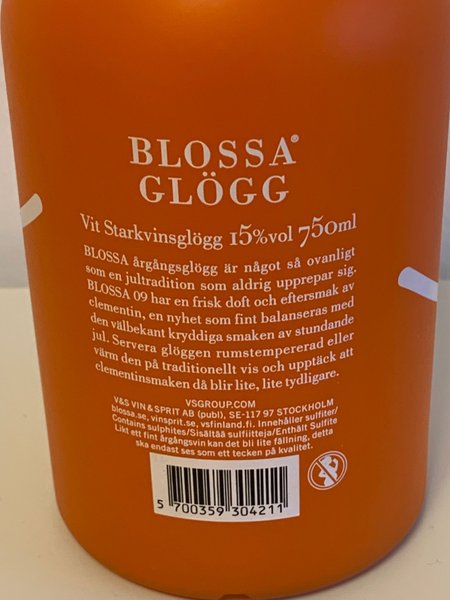 BLOSSA®
GLÖGG
Vit Starkvinsglögg 15%vol 750ml
BLOSSA årgångsglögg är något så ovanligt
som en jultradition som aldrig upprepar sig.
BLOSSA 09 har en frisk doft och eftersmak av
clementin, en nyhet som fint balanseras med
den välbekant kryddiga smaken av stundande
jul. Servera glöggen rumstempererad eller
värm den på traditionellt vis och upptäck att
clementinsmaken då blir lite, lite tydligare.
V&S VIN & SPRIT AB (publ), SE-117 97 STOCKHOLM
VSGROUP.COM
blossa.se, vinsprit.se, vsfinland.fi. Innehåller sulfiter/
Contains sulphites/Sisältää sulfiitteja/Enthält Sulfite
Likt ett fint årgångsvin kan det bli lite fällning, detta
ska endast ses som ett tecken på kvalitet.
5 700359 304211